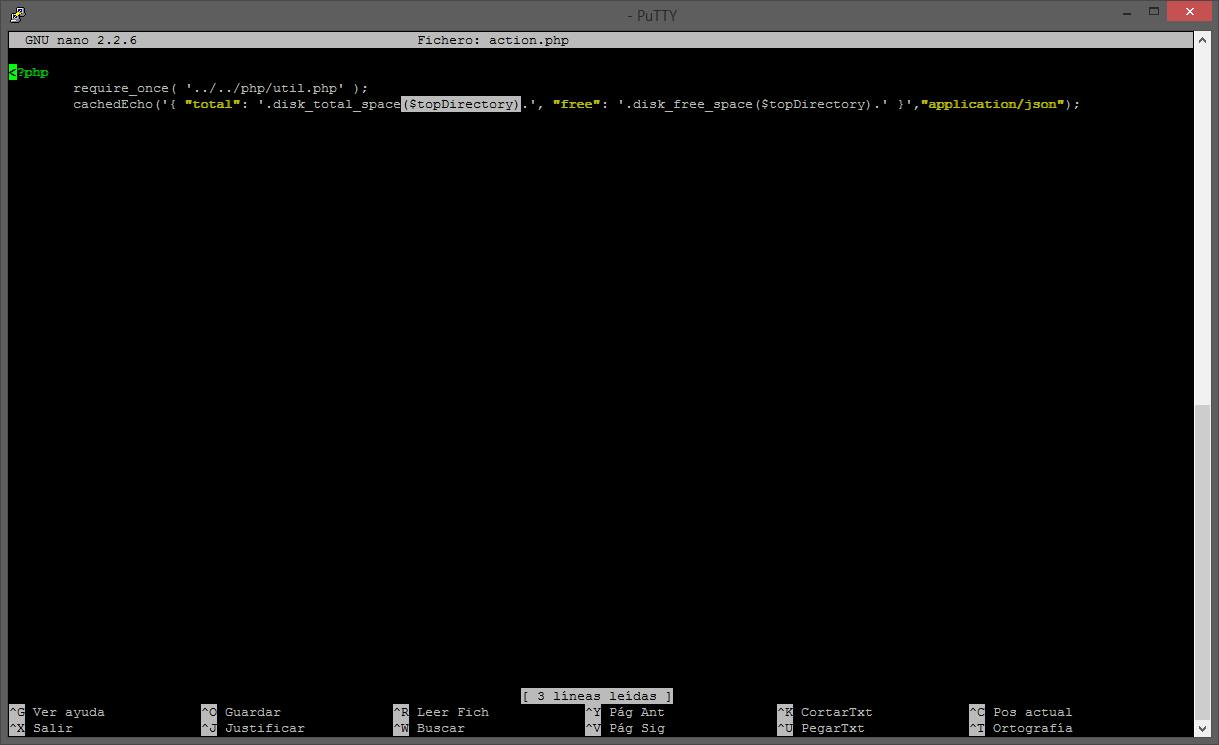 - PuTTY
GNU nano 2.2.6 Fichero: action.php
<?php
require_once( '../../php/util.php' );
cachedEcho('{ "total": '.disk_total_space($topDirectory).', "free": '.disk_free_space($topDirectory).' }',"application/json");
[ 3 líneas leídas ]
^G Ver ayuda ^O Guardar ^R Leer Fich ^Y Pág Ant ^K CortarTxt ^C Pos actual
^X Salir ^J Justificar ^W Buscar ^V Pág Sig ^U PegarTxt ^T Ortografía